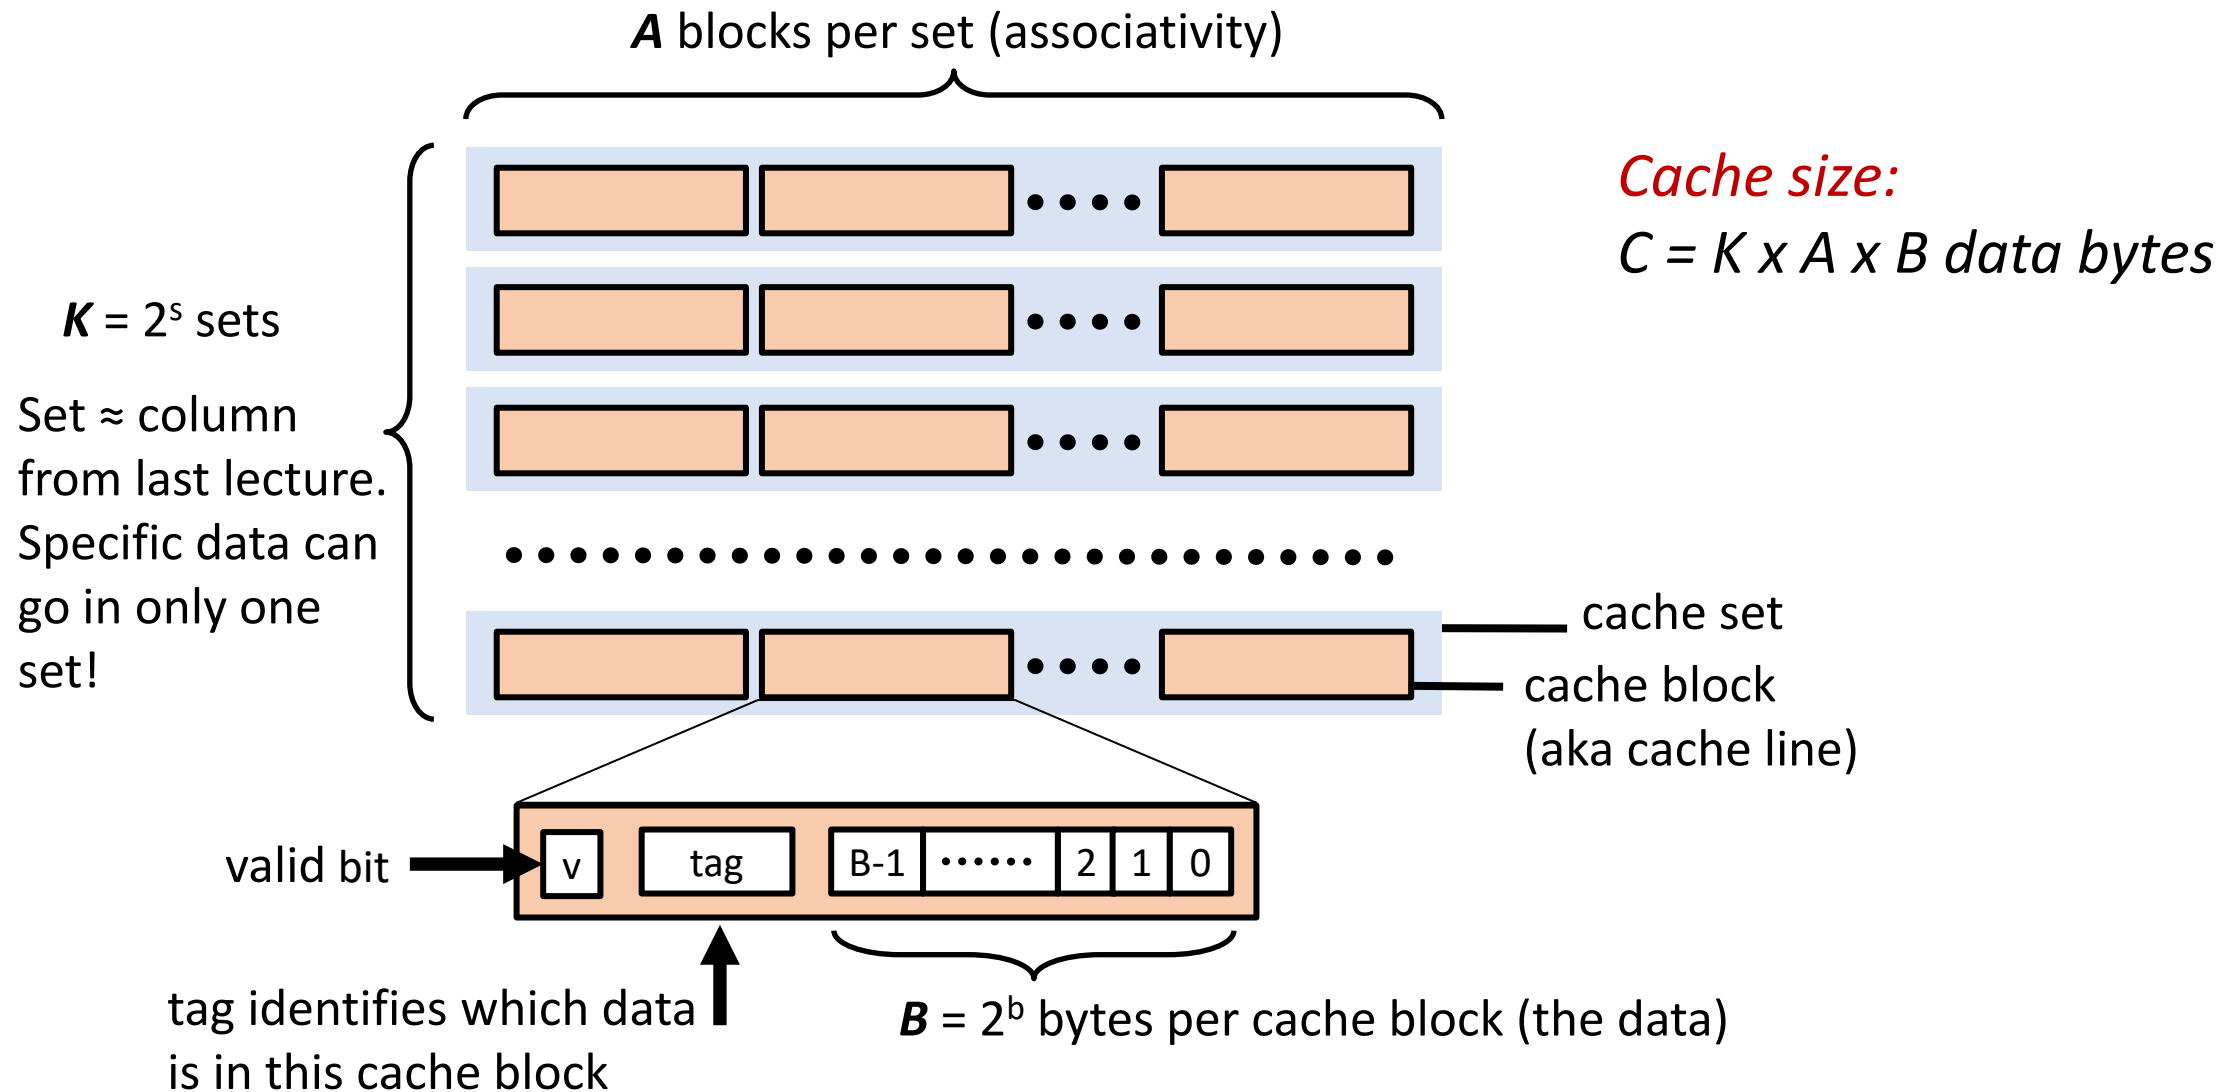 A blocks per set (associativity)
Cache size:
C = K x A x B data bytes
K = 2ˢ sets
Set ≈ column
from last lecture.
Specific data can
go in only one
set!
cache set
cache block
(aka cache line)
valid bit
v
tag
B-1
2
1
0
tag identifies which data
is in this cache block
B = 2ᵇ bytes per cache block (the data)